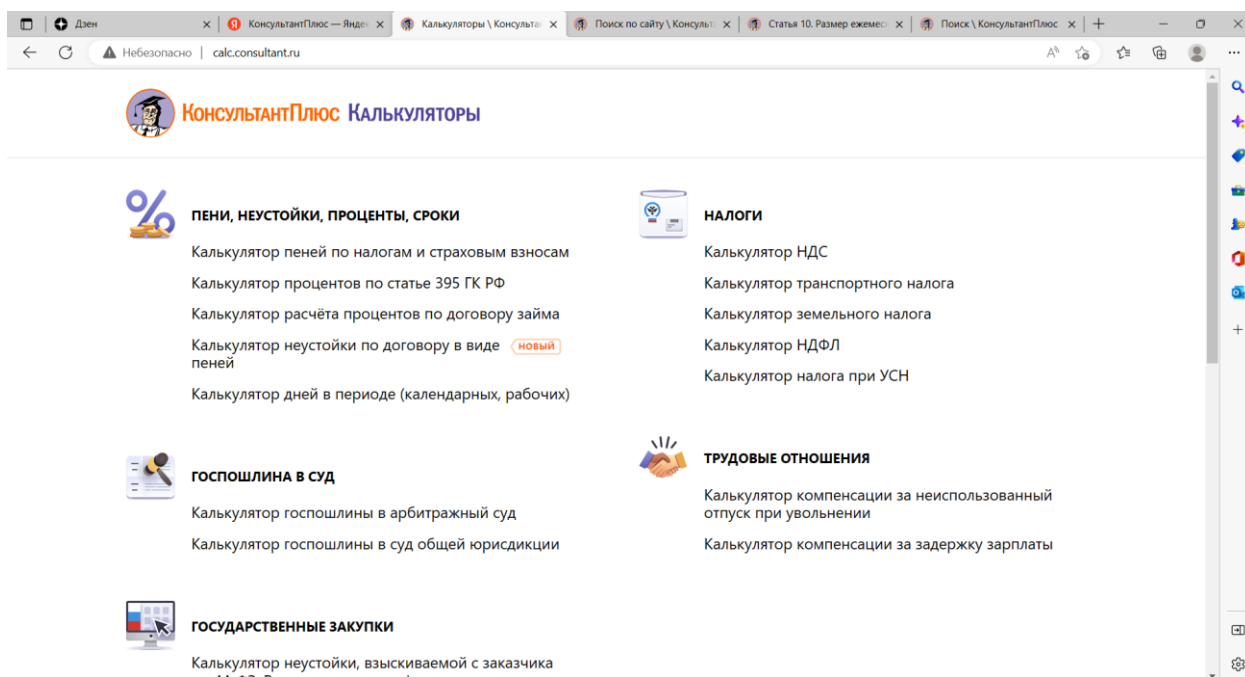 Дзен
КонсультантПлюс — Яндек
Калькуляторы \ Консультан
Поиск по сайту \ Консульт
Статья 10. Размер ежемес
Поиск \ КонсультантПлюс
Небезопасно | calc.consultant.ru
КонсультантПлюс Калькуляторы
ПЕНИ, НЕУСТОЙКИ, ПРОЦЕНТЫ, СРОКИ
Калькулятор пеней по налогам и страховым взносам
Калькулятор процентов по статье 395 ГК РФ
Калькулятор расчёта процентов по договору займа
Калькулятор неустойки по договору в виде новый
пеней
Калькулятор дней в периоде (календарных, рабочих)
НАЛОГИ
Калькулятор НДС
Калькулятор транспортного налога
Калькулятор земельного налога
Калькулятор НДФЛ
Калькулятор налога при УСН
ГОСПОШЛИНА В СУД
Калькулятор госпошлины в арбитражный суд
Калькулятор госпошлины в суд общей юрисдикции
ТРУДОВЫЕ ОТНОШЕНИЯ
Калькулятор компенсации за неиспользованный
отпуск при увольнении
Калькулятор компенсации за задержку зарплаты
ГОСУДАРСТВЕННЫЕ ЗАКУПКИ
Калькулятор неустойки, взыскиваемой с заказчика